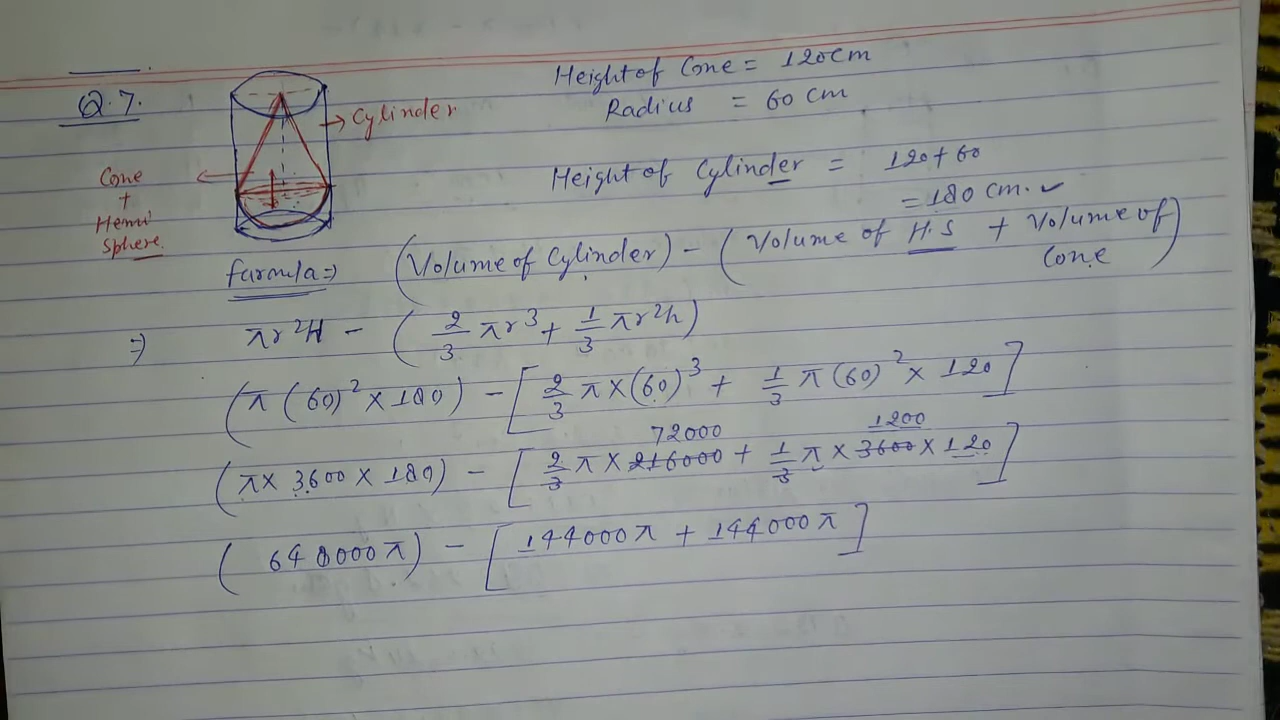 Q.7.
Height of Cone = 120cm
Radius = 60 cm
Cylinder
Cone
+
Hemi
Sphere.
Height of Cylinder = 120+60
= 180 cm. ✓
farmula ⇒ (Volume of Cylinder) - (Volume of H.S + Volume of Cone)
⇒ πr²H - (2/3 πr³ + 1/3 πr²h)
(π (60)² × 180) - [2/3 π×(60)³ + 1/3 π(60)² × 120]
72000 1200
(π× 3600 × 180) - [2/3 π × 216000 + 1/3 π × 3600 × 120]
(648000π) - [144000π + 144000π]